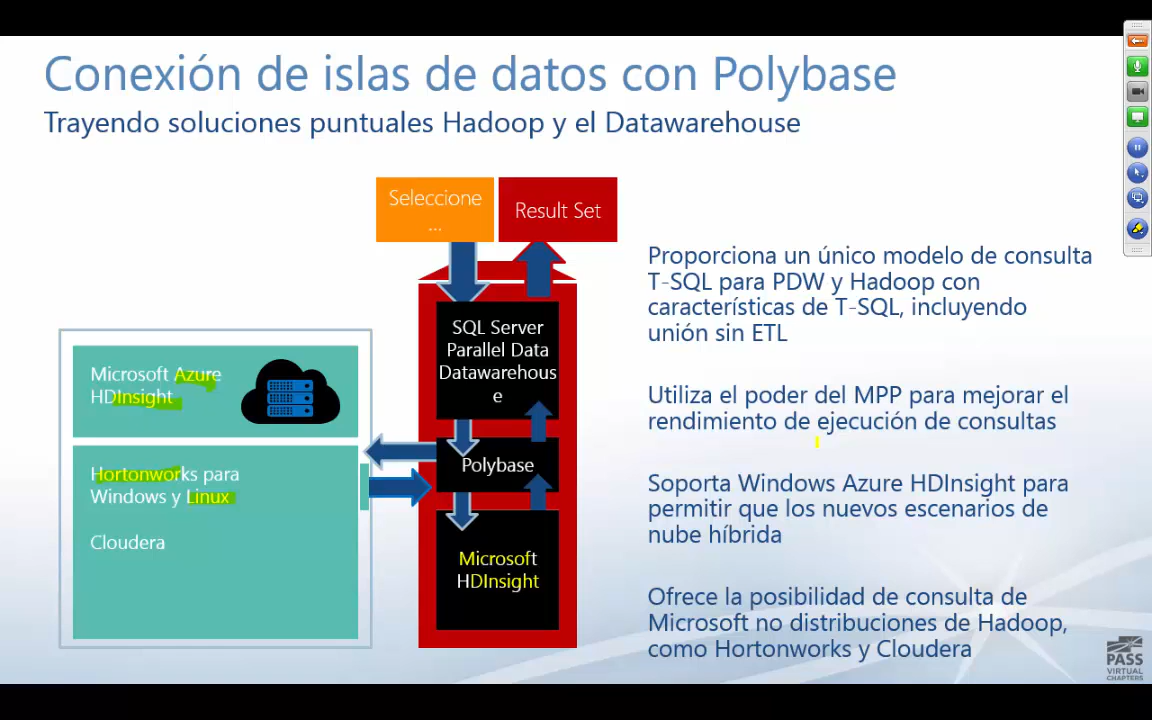 Conexión de islas de datos con Polybase
Trayendo soluciones puntuales Hadoop y el Datawarehouse
Seleccione
...
Result Set
SQL Server
Parallel Data
Datawarehous
e
Polybase
Microsoft
HDInsight
Microsoft Azure
HDInsight
Hortonworks para
Windows y Linux
Cloudera
Proporciona un único modelo de consulta
T-SQL para PDW y Hadoop con
características de T-SQL, incluyendo
unión sin ETL
Utiliza el poder del MPP para mejorar el
rendimiento de ejecución de consultas
Soporta Windows Azure HDInsight para
permitir que los nuevos escenarios de
nube híbrida
Ofrece la posibilidad de consulta de
Microsoft no distribuciones de Hadoop,
como Hortonworks y Cloudera
PASS
VIRTUAL
CHAPTERS